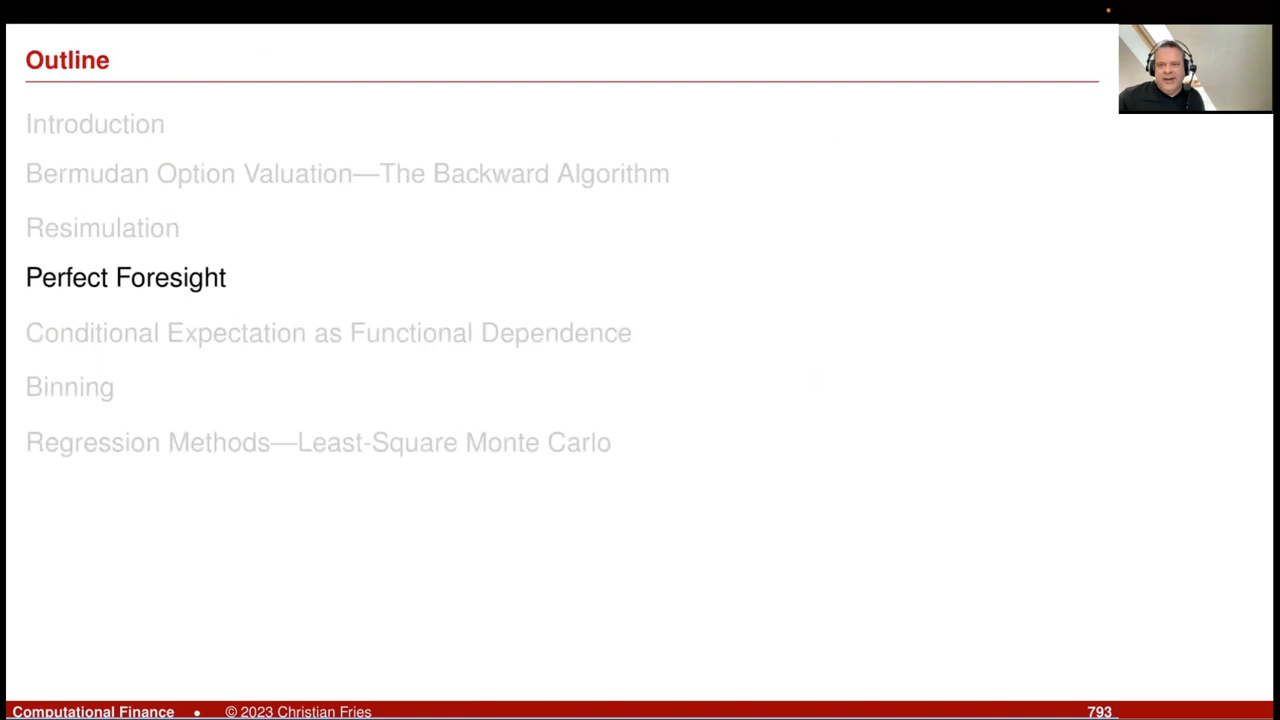 Outline
Introduction
Bermudan Option Valuation—The Backward Algorithm
Resimulation
Perfect Foresight
Conditional Expectation as Functional Dependence
Binning
Regression Methods—Least-Square Monte Carlo
Computational Finance • © 2023 Christian Fries 793